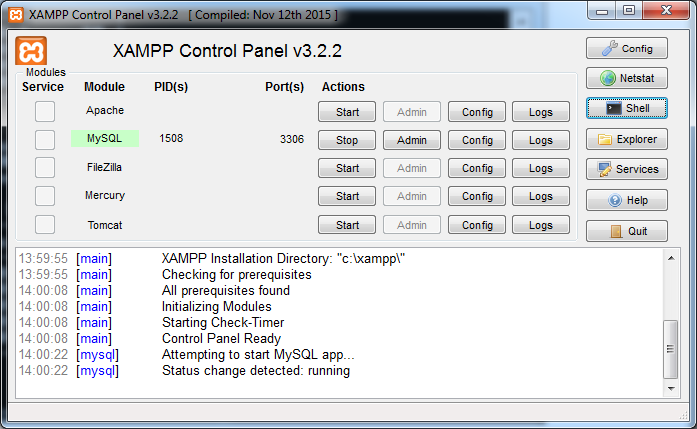 XAMPP Control Panel v3.2.2 [ Compiled: Nov 12th 2015 ]
XAMPP Control Panel v3.2.2
Config
Modules
Service Module PID(s) Port(s) Actions
Netstat
Apache Start Admin Config Logs
Shell
MySQL 1508 3306 Stop Admin Config Logs
Explorer
FileZilla Start Admin Config Logs
Services
Mercury Start Admin Config Logs
Help
Tomcat Start Admin Config Logs
Quit
13:59:55 [main] XAMPP Installation Directory: "c:\xampp\"
13:59:55 [main] Checking for prerequisites
14:00:08 [main] All prerequisites found
14:00:08 [main] Initializing Modules
14:00:08 [main] Starting Check-Timer
14:00:08 [main] Control Panel Ready
14:00:22 [mysql] Attempting to start MySQL app...
14:00:22 [mysql] Status change detected: running